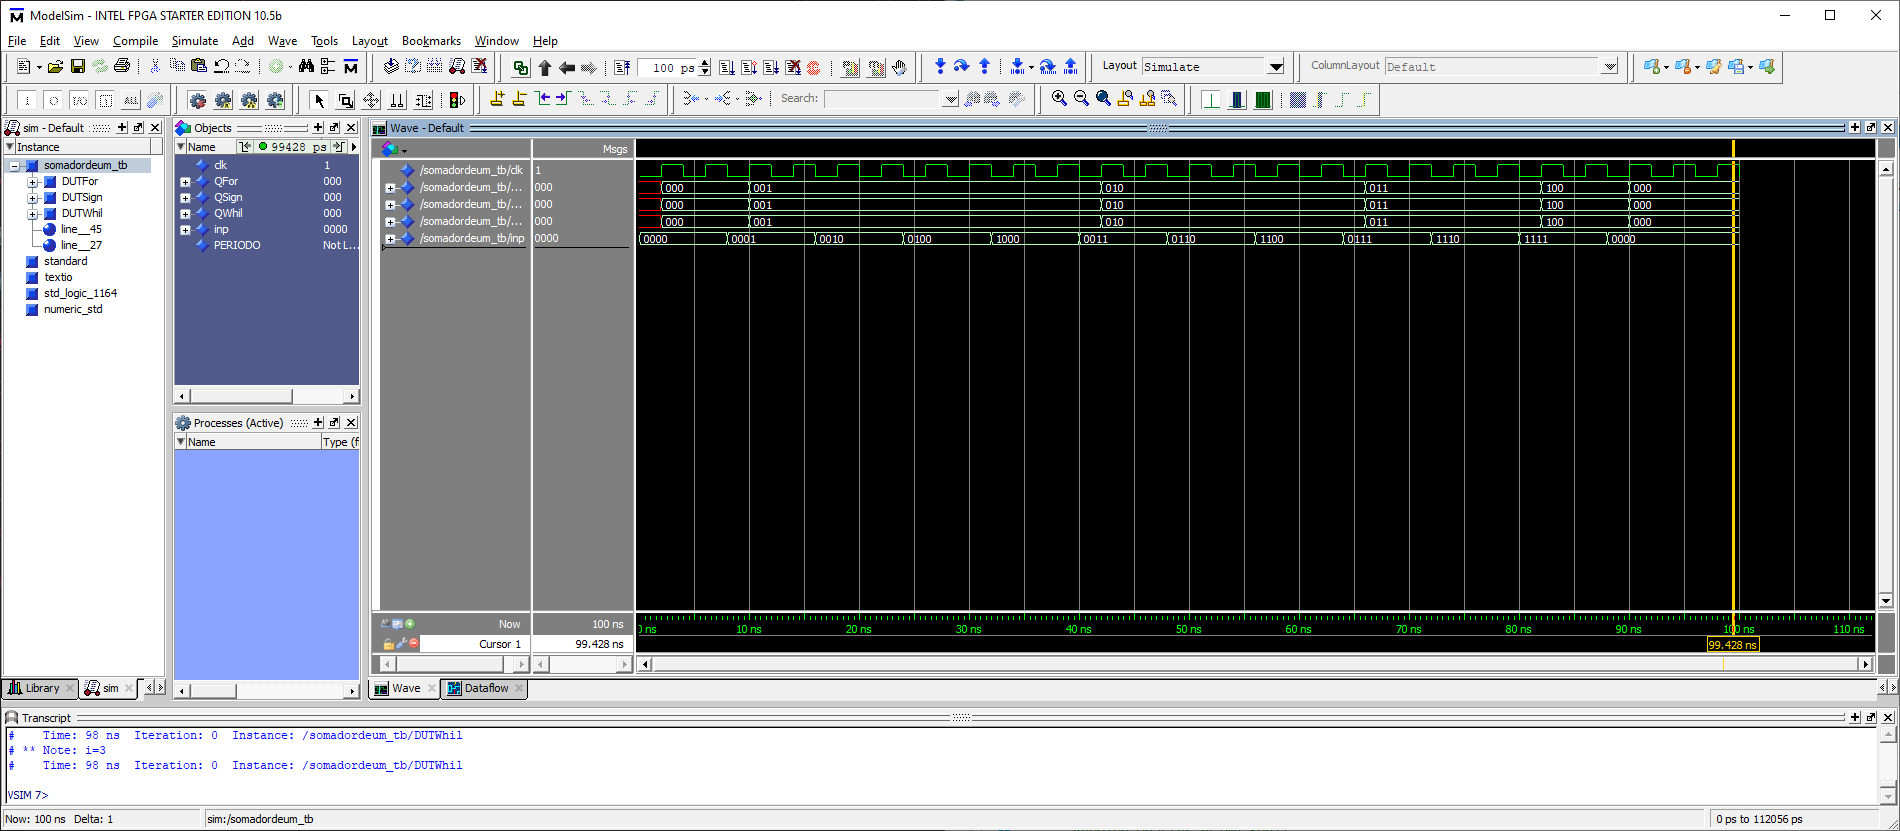 ModelSim - INTEL FPGA STARTER EDITION 10.5b
File Edit View Compile Simulate Add Wave Tools Layout Bookmarks Window Help
100 ps
Layout Simulate
ColumnLayout Default
Search:
sim - Default
Instance
somadordeum_tb
DUTFor
DUTSign
DUTWhil
line__45
line__27
standard
textio
std_logic_1164
numeric_std
Library
sim
Objects
Name 99428 ps
clk 1
QFor 000
QSign 000
QWhil 000
inp 0000
PERIODO Not L...
Processes (Active)
Name Type (f
Wave - Default
Msgs
/somadordeum_tb/clk 1
/somadordeum_tb/... 000 000 001 010 011 100 000
/somadordeum_tb/... 000 000 001 010 011 100 000
/somadordeum_tb/... 000 000 001 010 011 100 000
/somadordeum_tb/inp 0000 0000 0001 0010 0100 1000 0011 0110 1100 0111 1110 1111 0000
Now 100 ns
ns 10 ns 20 ns 30 ns 40 ns 50 ns 60 ns 70 ns 80 ns 90 ns 100 ns 110 ns
Cursor 1 99.428 ns 99.428 ns
Wave
Dataflow
Transcript
# Time: 98 ns Iteration: 0 Instance: /somadordeum_tb/DUTWhil
# ** Note: i=3
# Time: 98 ns Iteration: 0 Instance: /somadordeum_tb/DUTWhil
VSIM 7>
Now: 100 ns Delta: 1
sim:/somadordeum_tb
0 ps to 112056 ps